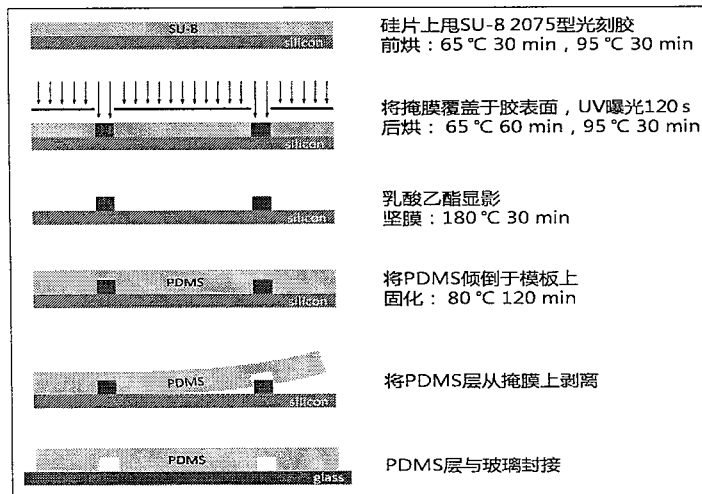 SU-8
silicon
硅片上甩SU-8 2075型光刻胶
前烘：65 ℃ 30 min , 95 ℃ 30 min
silicon
将掩膜覆盖于胶表面 , UV曝光120 s
后烘： 65 ℃ 60 min , 95 ℃ 30 min
silicon
乳酸乙酯显影
坚膜：180 ℃ 30 min
PDMS
silicon
将PDMS倾倒于模板上
固化： 80 ℃ 120 min
PDMS
silicon
将PDMS层从掩膜上剥离
PDMS
glass
PDMS层与玻璃封接